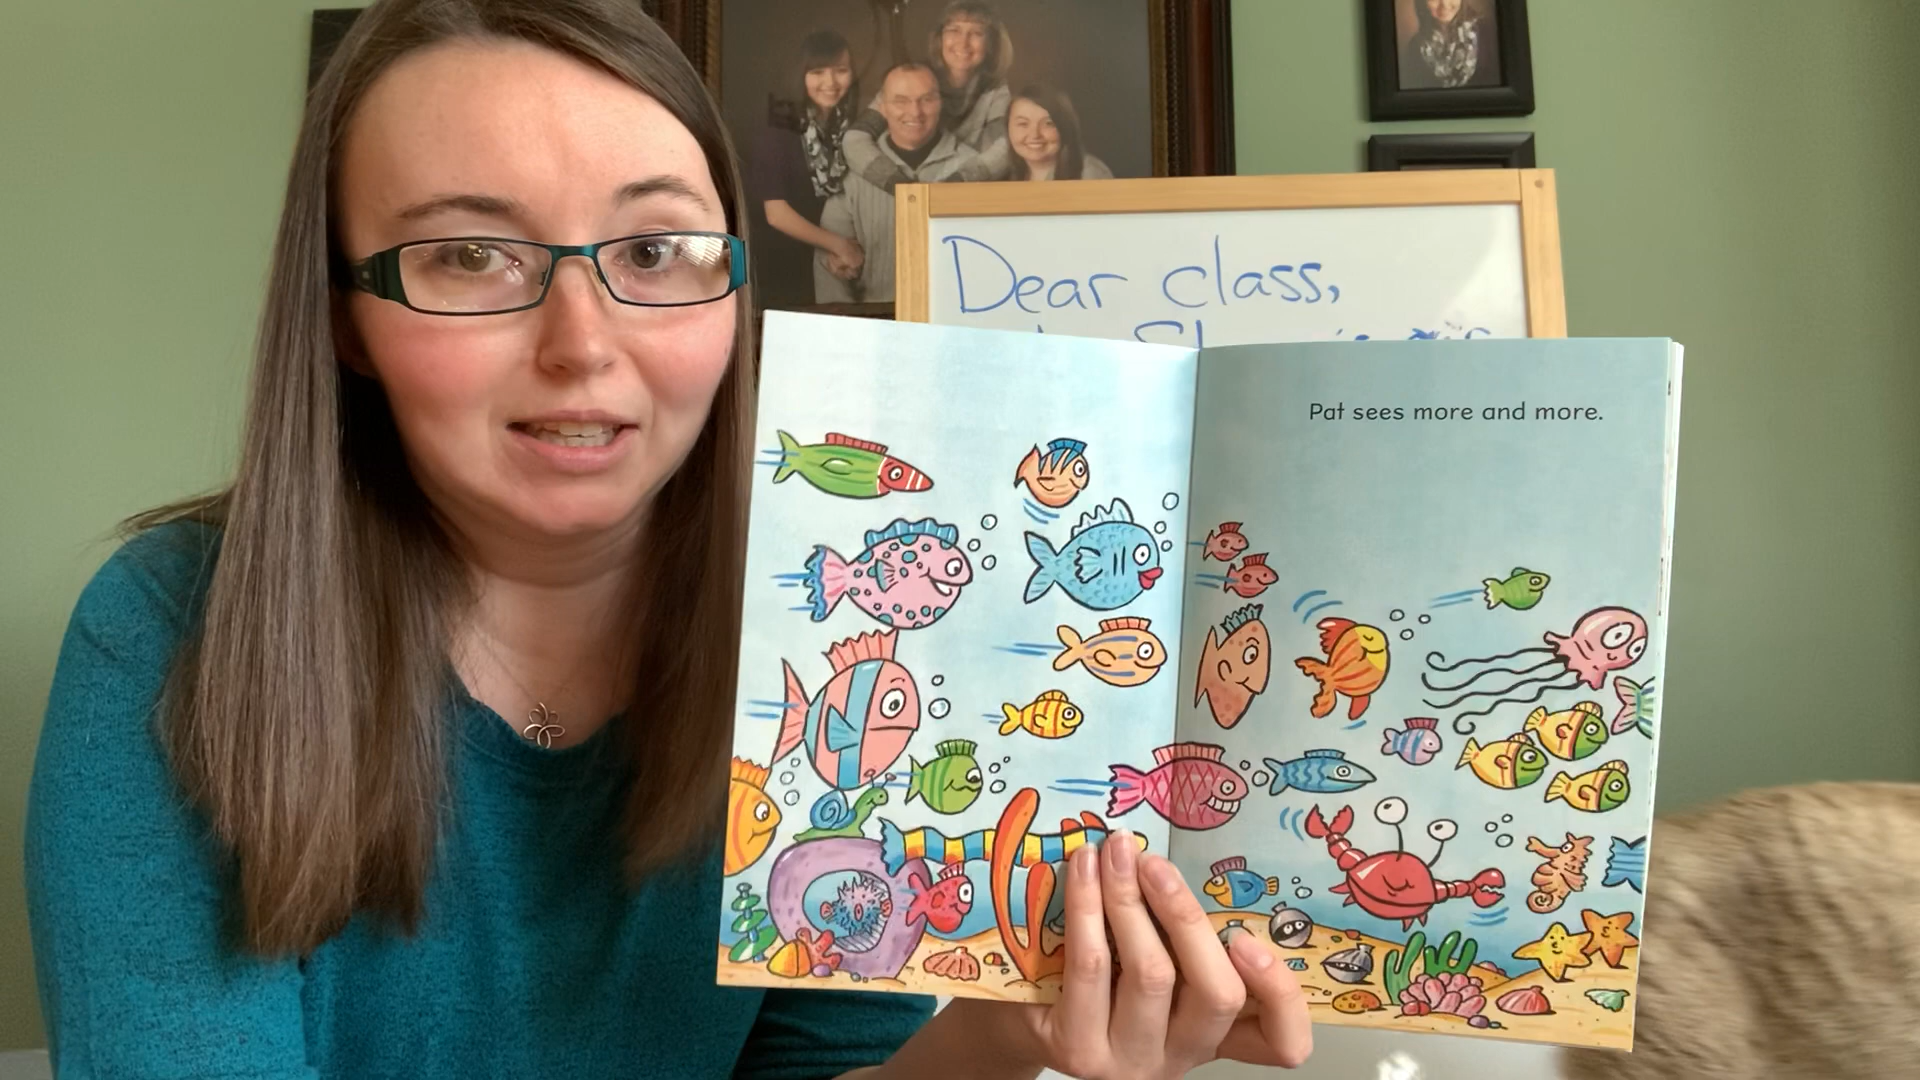 Dear class,
Pat sees more and more.